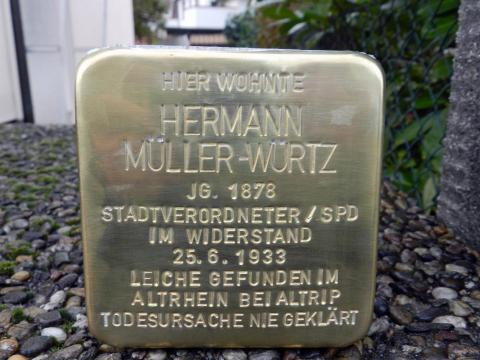 HIER WOHNTE
HERMANN
MÜLLER-WÜRTZ
JG. 1878
STADTVERORDNETER / SPD
IM WIDERSTAND
25.6.1933
LEICHE GEFUNDEN IM
ALTRHEIN BEI ALTRIP
TODESURSACHE NIE GEKLÄRT